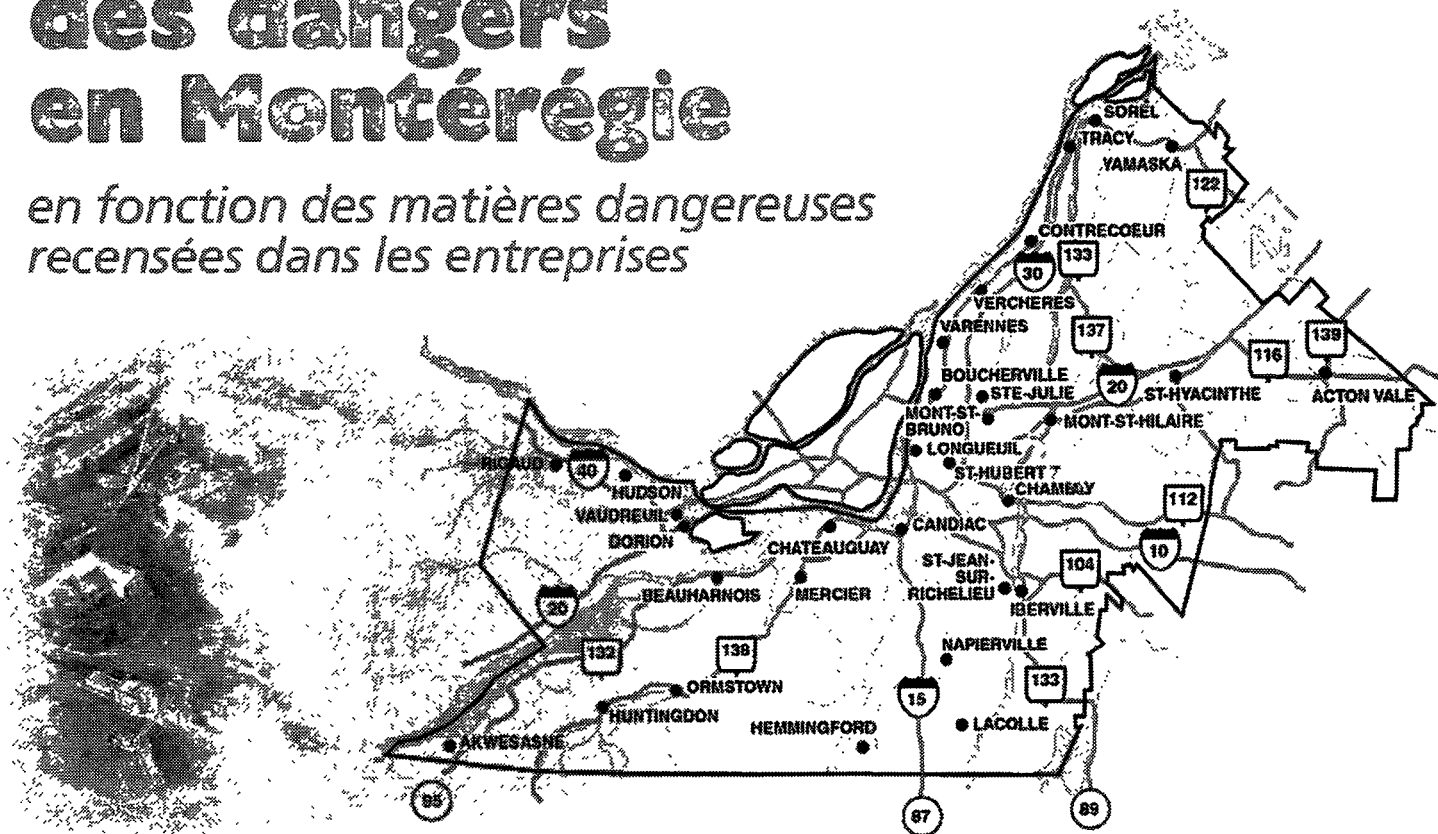 des dangers
en Montérégie
en fonction des matières dangereuses
recensées dans les entreprises
SOREL
TRACY
YAMASKA
122
CONTRECOEUR
133
30
VERCHERES
VARENNES
137
139
116
BOUCHERVILLE
20
STE-JULIE
ST-HYACINTHE
ACTON VALE
MONT-ST-
BRUNO
MONT-ST-HILAIRE
LONGUEUIL
RIGAUD
40
ST-HUBERT
HUDSON
CHAMBLY
112
VAUDREUIL
CANDIAC
DORION
CHATEAUGUAY
10
ST-JEAN-
SUR-
RICHELIEU
104
20
BEAUHARNOIS
MERCIER
IBERVILLE
132
138
NAPIERVILLE
ORMSTOWN
133
15
HUNTINGDON
HEMMINGFORD
LACOLLE
AKWESASNE
87
89